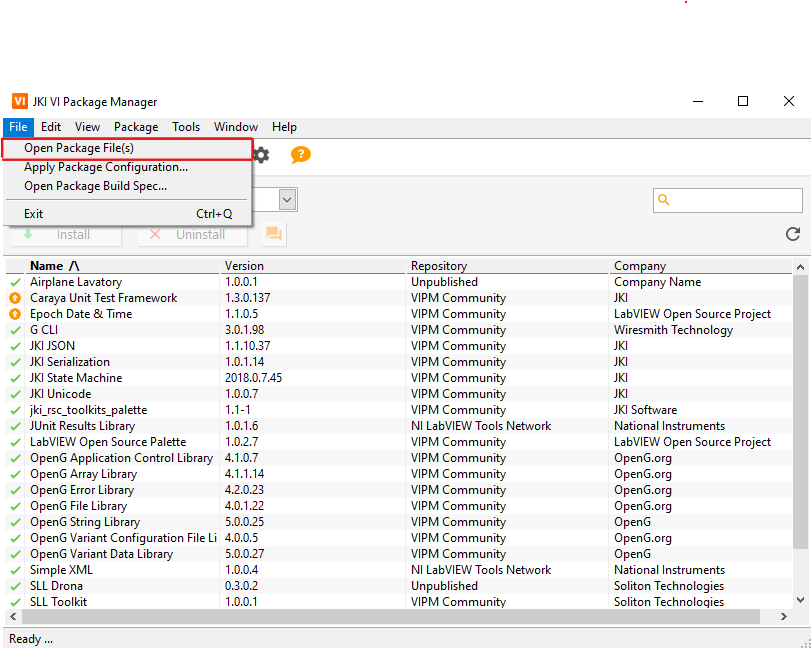 VI JKI VI Package Manager
File Edit View Package Tools Window Help
Open Package File(s)
Apply Package Configuration...
Open Package Build Spec...
Exit Ctrl+Q
?
Install Uninstall
Name /\ Version Repository Company
Airplane Lavatory 1.0.0.1 Unpublished Company Name
Caraya Unit Test Framework 1.3.0.137 VIPM Community JKI
Epoch Date & Time 1.1.0.5 VIPM Community LabVIEW Open Source Project
G CLI 3.0.1.98 VIPM Community Wiresmith Technology
JKI JSON 1.1.10.37 VIPM Community JKI
JKI Serialization 1.0.1.14 VIPM Community JKI
JKI State Machine 2018.0.7.45 VIPM Community JKI
JKI Unicode 1.0.0.7 VIPM Community JKI
jki_rsc_toolkits_palette 1.1-1 VIPM Community JKI Software
JUnit Results Library 1.0.1.6 NI LabVIEW Tools Network National Instruments
LabVIEW Open Source Palette 1.0.2.7 VIPM Community LabVIEW Open Source Project
OpenG Application Control Library 4.1.0.7 VIPM Community OpenG.org
OpenG Array Library 4.1.1.14 VIPM Community OpenG.org
OpenG Error Library 4.2.0.23 VIPM Community OpenG.org
OpenG File Library 4.0.1.22 VIPM Community OpenG.org
OpenG String Library 5.0.0.25 VIPM Community OpenG
OpenG Variant Configuration File Li 4.0.0.5 VIPM Community OpenG.org
OpenG Variant Data Library 5.0.0.27 VIPM Community OpenG
Simple XML 1.0.0.4 NI LabVIEW Tools Network National Instruments
SLL Drona 0.3.0.2 Unpublished Soliton Technologies
SLL Toolkit 1.0.0.1 VIPM Community Soliton Technologies
Ready ...